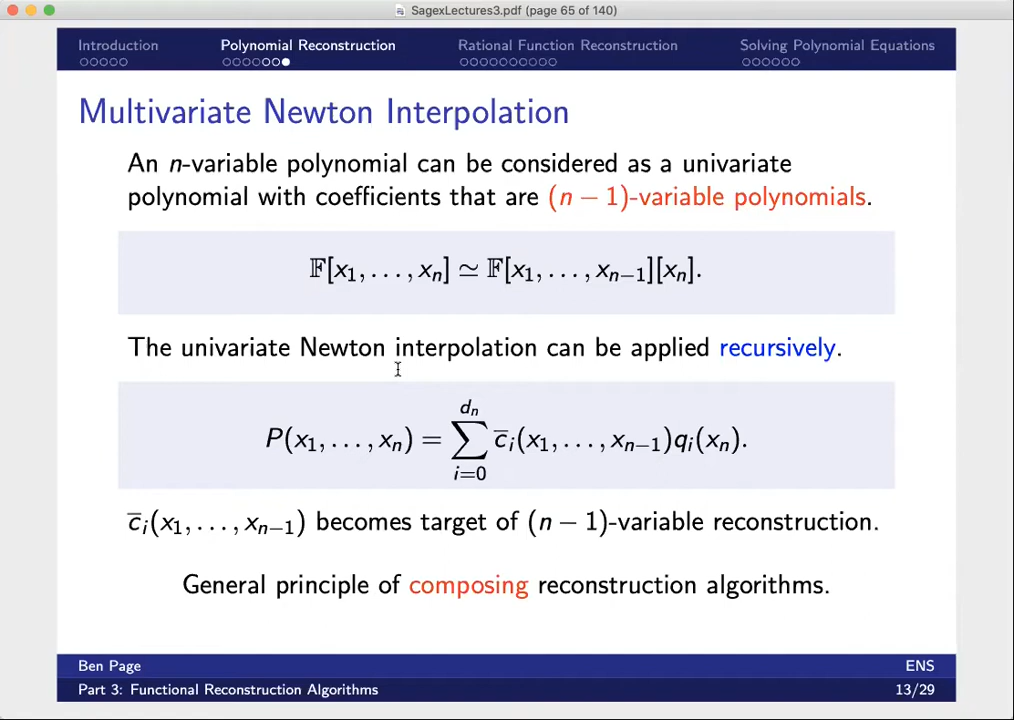 SagexLectures3.pdf (page 65 of 140)
Introduction Polynomial Reconstruction Rational Function Reconstruction Solving Polynomial Equations
Multivariate Newton Interpolation
An n-variable polynomial can be considered as a univariate
polynomial with coefficients that are (n − 1)-variable polynomials.
𝔽[x₁, . . . , xₙ] ≃ 𝔽[x₁, . . . , xₙ₋₁][xₙ].
The univariate Newton interpolation can be applied recursively.
P(x₁, . . . , xₙ) = ∑_{i=0}^{dₙ} c̅ᵢ(x₁, . . . , xₙ₋₁)qᵢ(xₙ).
c̅ᵢ(x₁, . . . , xₙ₋₁) becomes target of (n − 1)-variable reconstruction.
General principle of composing reconstruction algorithms.
Ben Page ENS
Part 3: Functional Reconstruction Algorithms 13/29